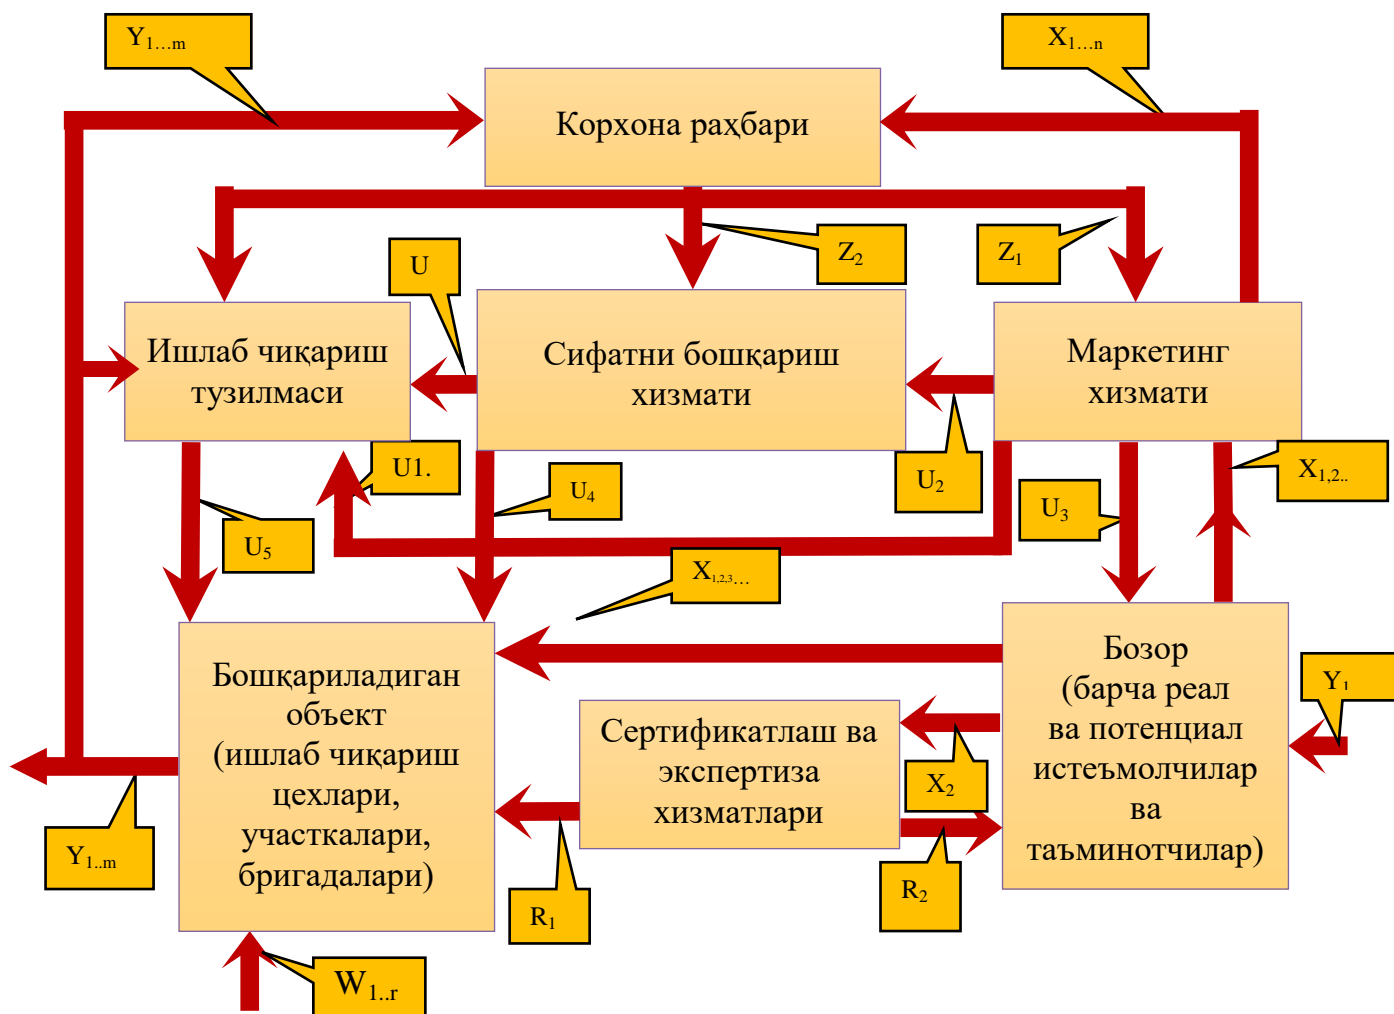 Y1…m
X1…n
Корхона раҳбари
Z2
Z1
U
Ишлаб чиқариш
тузилмаси
Сифатни бошқариш
хизмати
Маркетинг
хизмати
U1.
U4
U2
X1,2..
U3
U5
X1,2,3…
Бошқариладиган
объект
(ишлаб чиқариш
цехлари,
участкалари,
бригадалари)
Сертификатлаш ва
экспертиза
хизматлари
Бозор
(барча реал
ва потенциал
истеъмолчилар
ва
таъминотчилар)
Y1
X2
Y1..m
R1
R2
W1..r